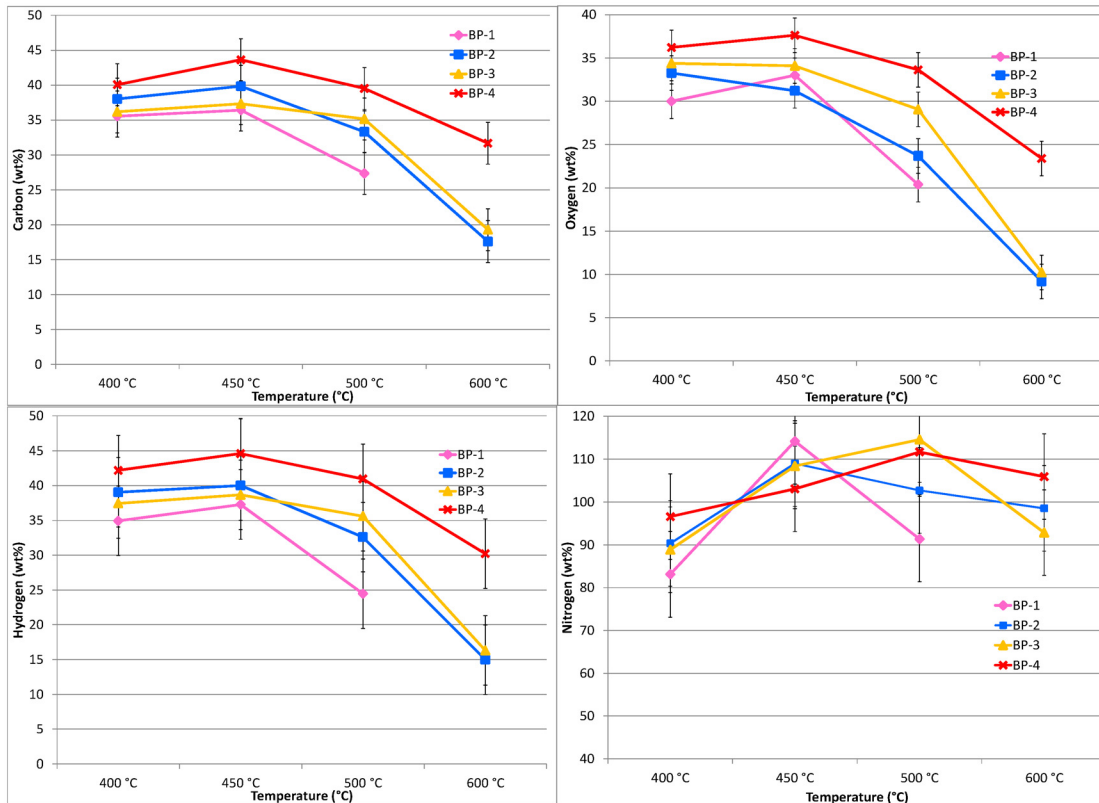 50
45
40
35
30
25
20
15
10
5
0
Carbon (wt%)
400 °C 450 °C 500 °C 600 °C
Temperature (°C)
BP-1
BP-2
BP-3
BP-4
40
35
30
25
20
15
10
5
0
Oxygen (wt%)
400 °C 450 °C 500 °C 600 °C
Temperature (°C)
BP-1
BP-2
BP-3
BP-4
50
45
40
35
30
25
20
15
10
5
0
Hydrogen (wt%)
400 °C 450 °C 500 °C 600 °C
Temperature (°C)
BP-1
BP-2
BP-3
BP-4
120
110
100
90
80
70
60
50
40
Nitrogen (wt%)
400 °C 450 °C 500 °C 600 °C
Temperature (°C)
BP-1
BP-2
BP-3
BP-4